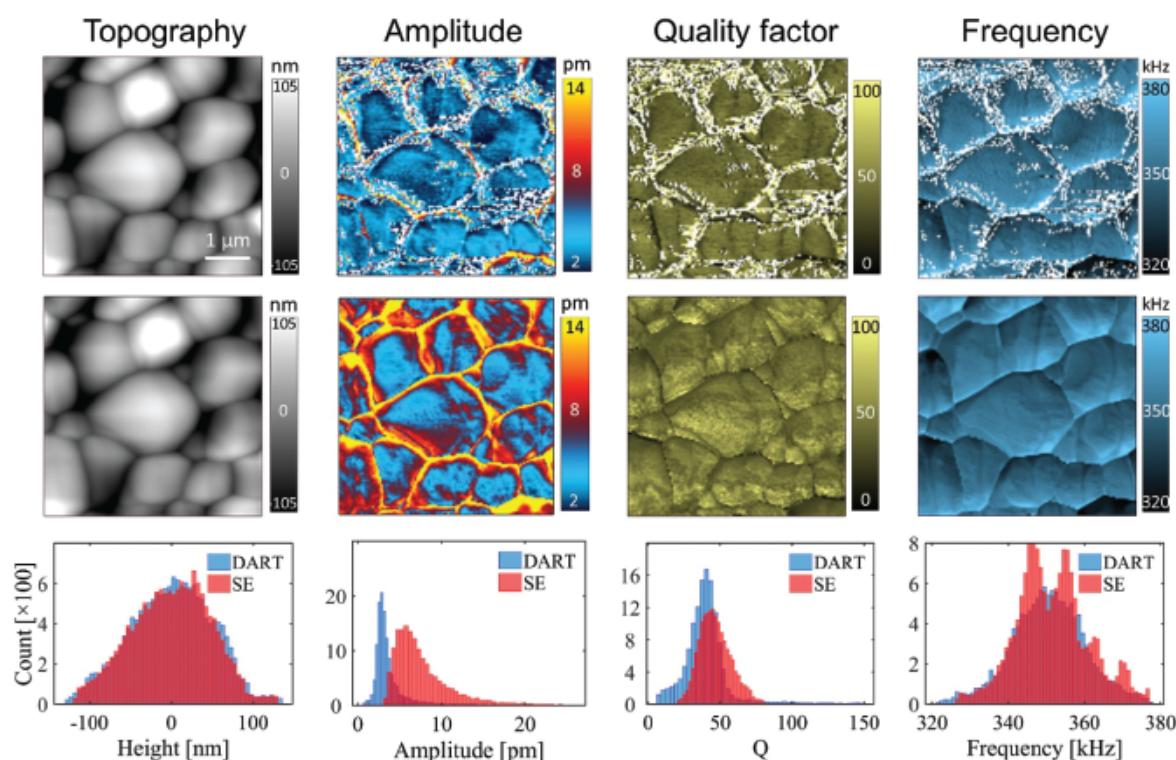 Topography Amplitude Quality factor Frequency
nm pm kHz
105 14 100 380
0 8 50 350
1 μm
-105 2 0 320
nm pm kHz
105 14 100 380
0 8 50 350
-105 2 0 320
DART DART DART DART
SE SE SE SE
Count [×100]
6 4 2 0
30 20 10 0
16 12 8 4 0
8 6 4 2 0
-100 0 100 0 10 20 0 50 100 150 320 340 360 380
Height [nm] Amplitude [pm] Q Frequency [kHz]